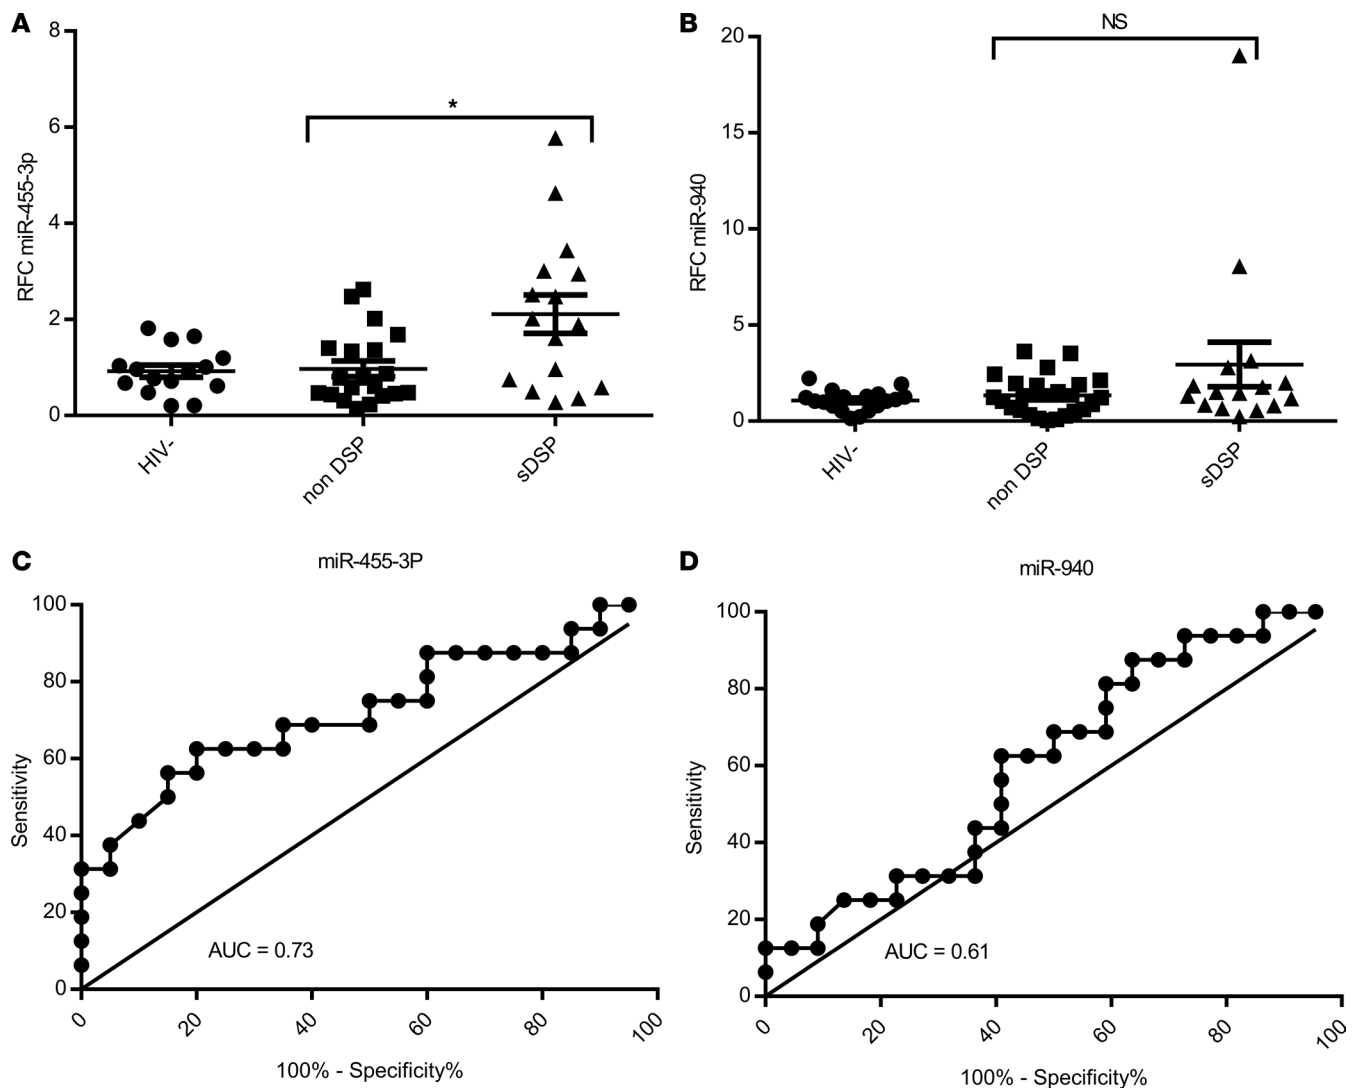 A
RFC miR-455-3p
8
6
4
2
0
*
HIV-
non DSP
sDSP
B
RFC miR-940
20
15
10
5
0
NS
HIV-
non DSP
sDSP
C
miR-455-3P
Sensitivity
100
80
60
40
20
0
AUC = 0.73
0
20
40
60
80
100
100% - Specificity%
D
miR-940
Sensitivity
100
80
60
40
20
0
AUC = 0.61
0
20
40
60
80
100
100% - Specificity%